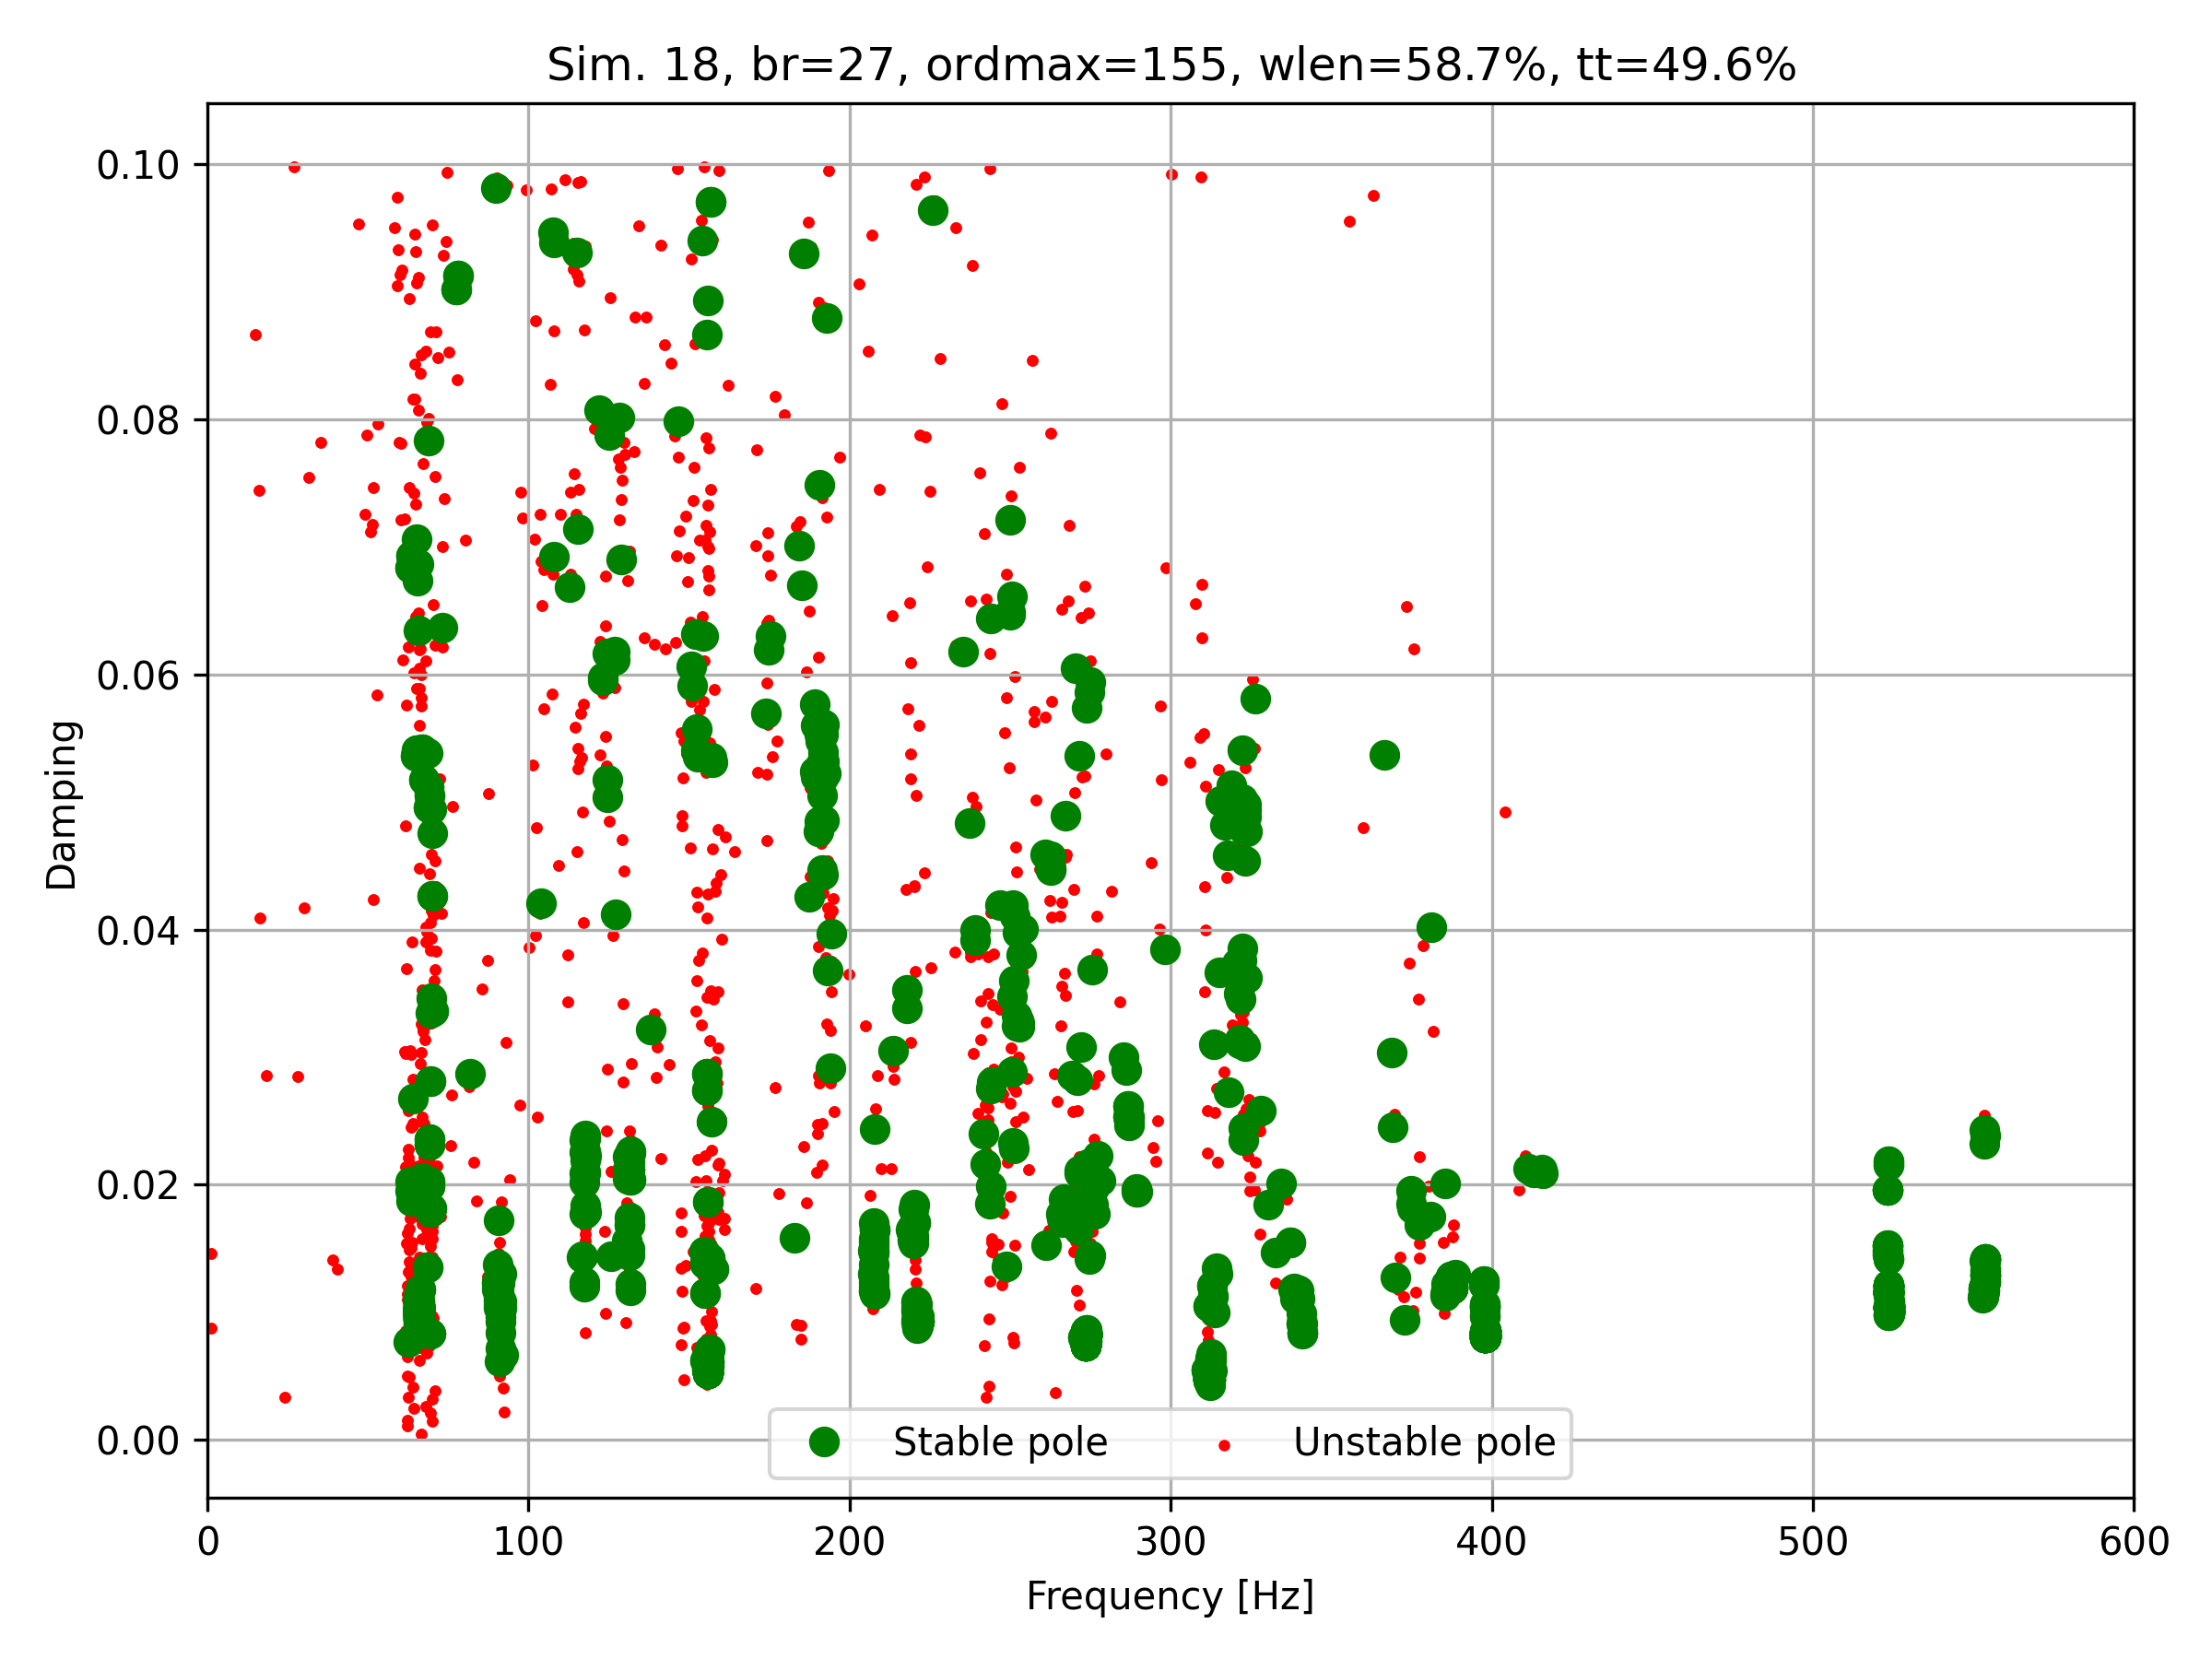 Sim. 18, br=27, ordmax=155, wlen=58.7%, tt=49.6%
0.10
0.08
0.06
0.04
0.02
0.00
Damping
Stable pole
Unstable pole
0
100
200
300
400
500
600
Frequency [Hz]